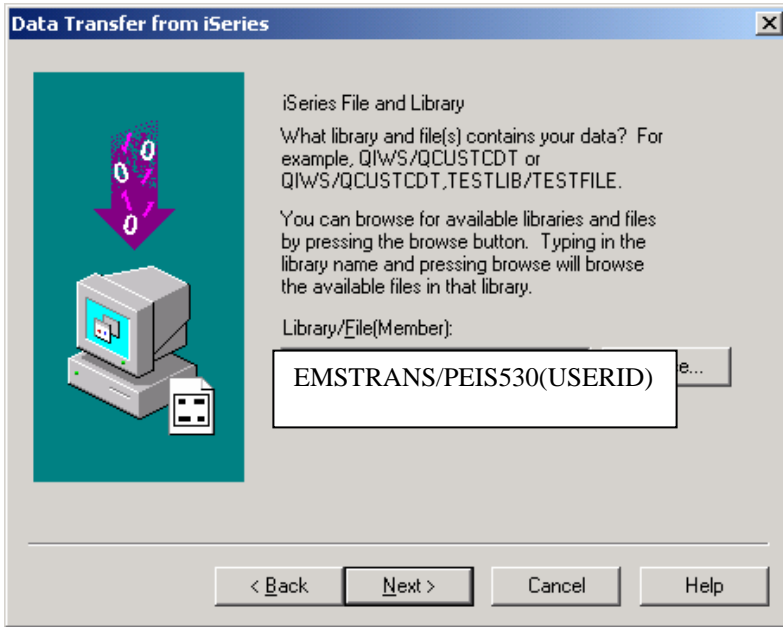 Data Transfer from iSeries
iSeries File and Library
What library and file(s) contains your data? For
example, QIWS/QCUSTCDT or
QIWS/QCUSTCDT,TESTLIB/TESTFILE.
You can browse for available libraries and files
by pressing the browse button. Typing in the
library name and pressing browse will browse
the available files in that library.
Library/File(Member):
EMSTRANS/PEIS530(USERID)
e...
< Back Next > Cancel Help